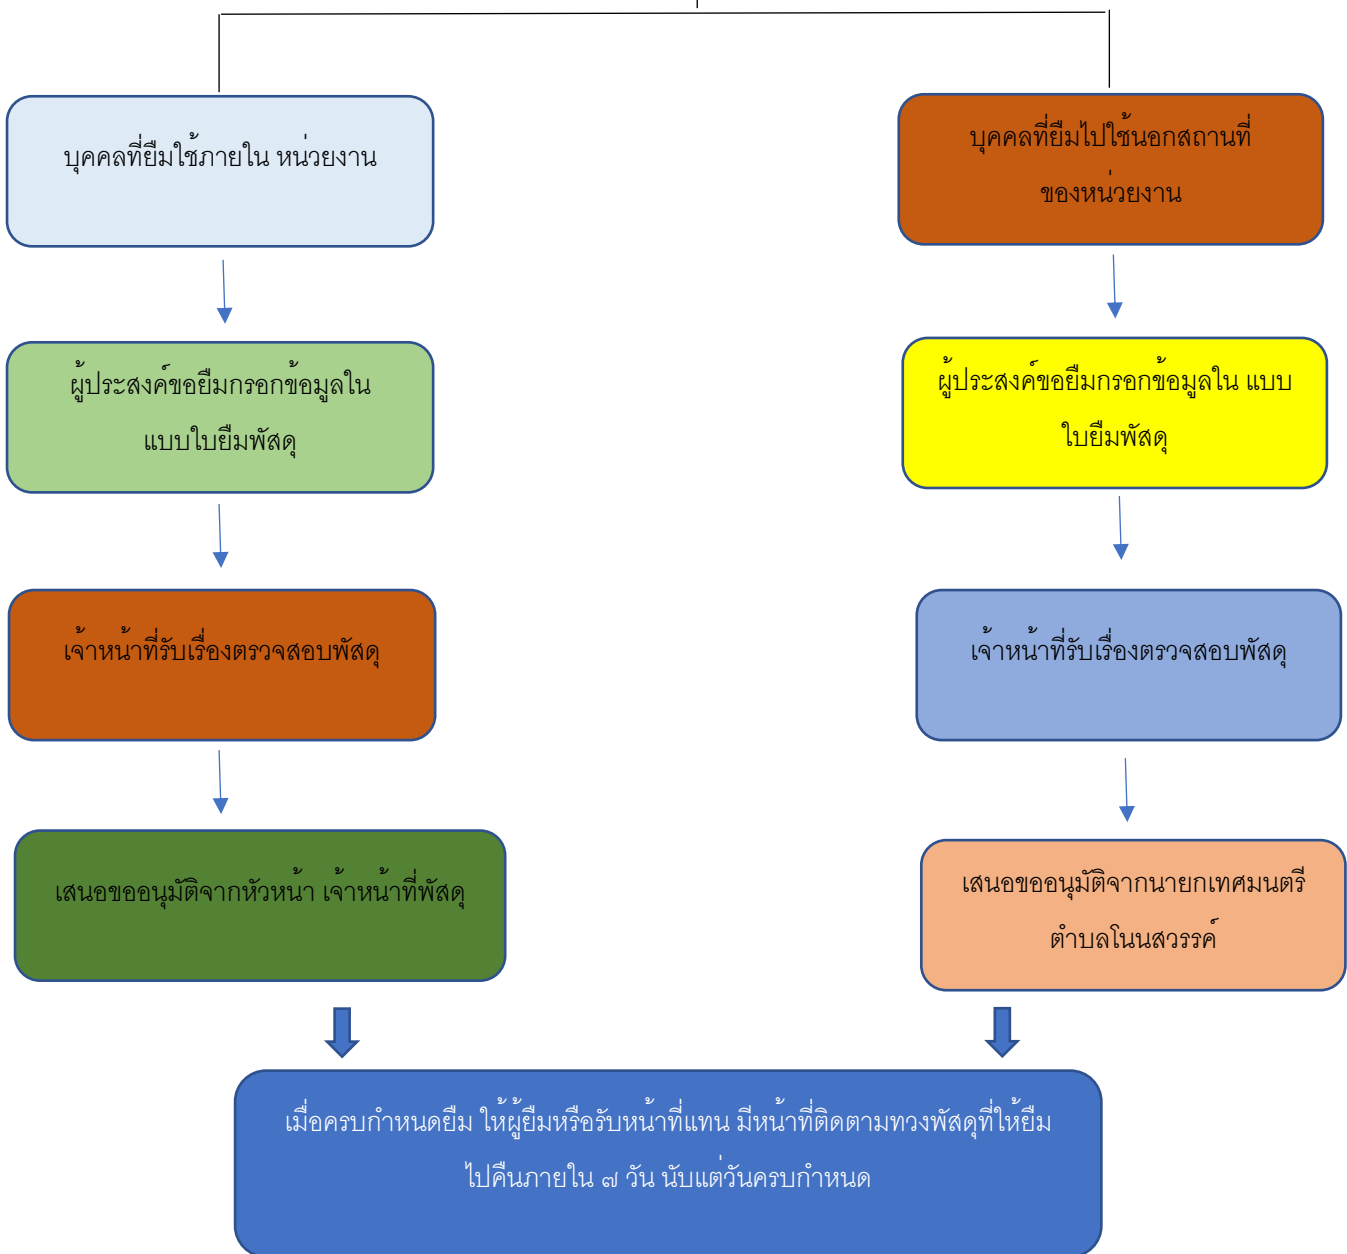 บุคคลที่ยืมใช้ภายใน หน่วยงาน
บุคคลที่ยืมไปใช้นอกสถานที่
ของหน่วยงาน
ผู้ประสงค์ขอยืมกรอกข้อมูลใน
แบบใบยืมพัสดุ
ผู้ประสงค์ขอยืมกรอกข้อมูลใน แบบ
ใบยืมพัสดุ
เจ้าหน้าที่รับเรื่องตรวจสอบพัสดุ
เจ้าหน้าที่รับเรื่องตรวจสอบพัสดุ
เสนอขออนุมัติจากหัวหน้า เจ้าหน้าที่พัสดุ
เสนอขออนุมัติจากนายกเทศมนตรี
ตำบลโนนสวรรค์
เมื่อครบกำหนดยืม ให้ผู้ยืมหรือรับหน้าที่แทน มีหน้าที่ติดตามทวงพัสดุที่ให้ยืม
ไปคืนภายใน ๗ วัน นับแต่วันครบกำหนด